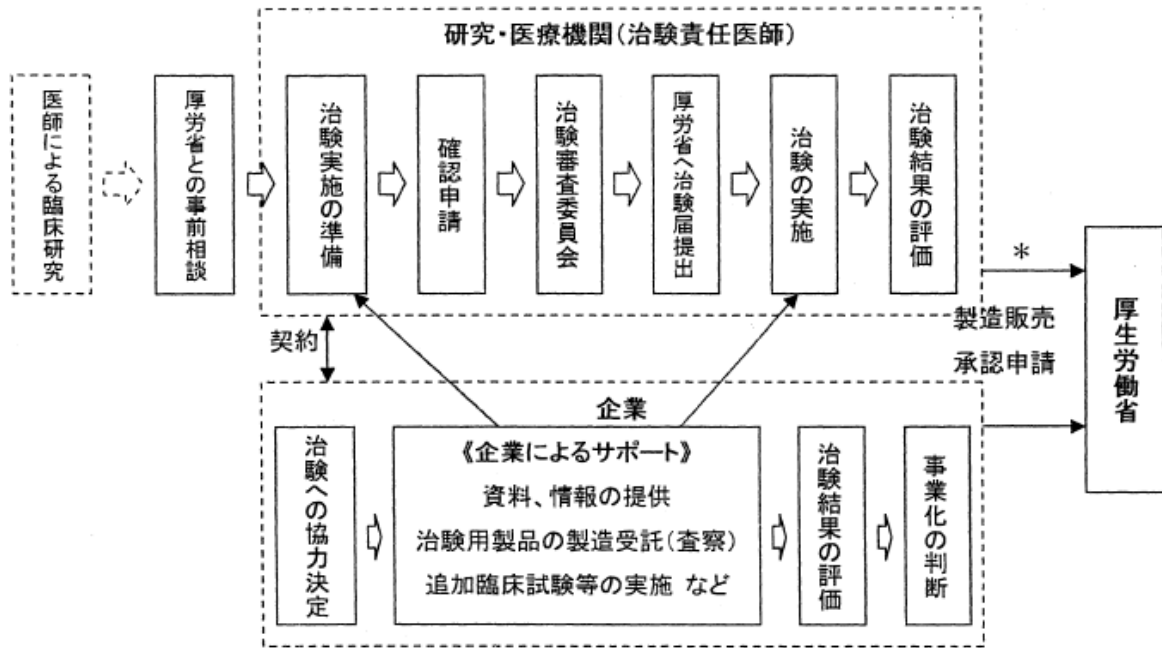 研究・医療機関(治験責任医師)
医師による臨床研究
厚労省との事前相談
治験実施の準備
確認申請
治験審査委員会
厚労省へ治験届提出
治験の実施
治験結果の評価
*
製造販売
承認申請
厚生労働省
契約
企業
治験への協力決定
《企業によるサポート》
資料、情報の提供
治験用製品の製造受託(査察)
追加臨床試験等の実施 など
治験結果の評価
事業化の判断